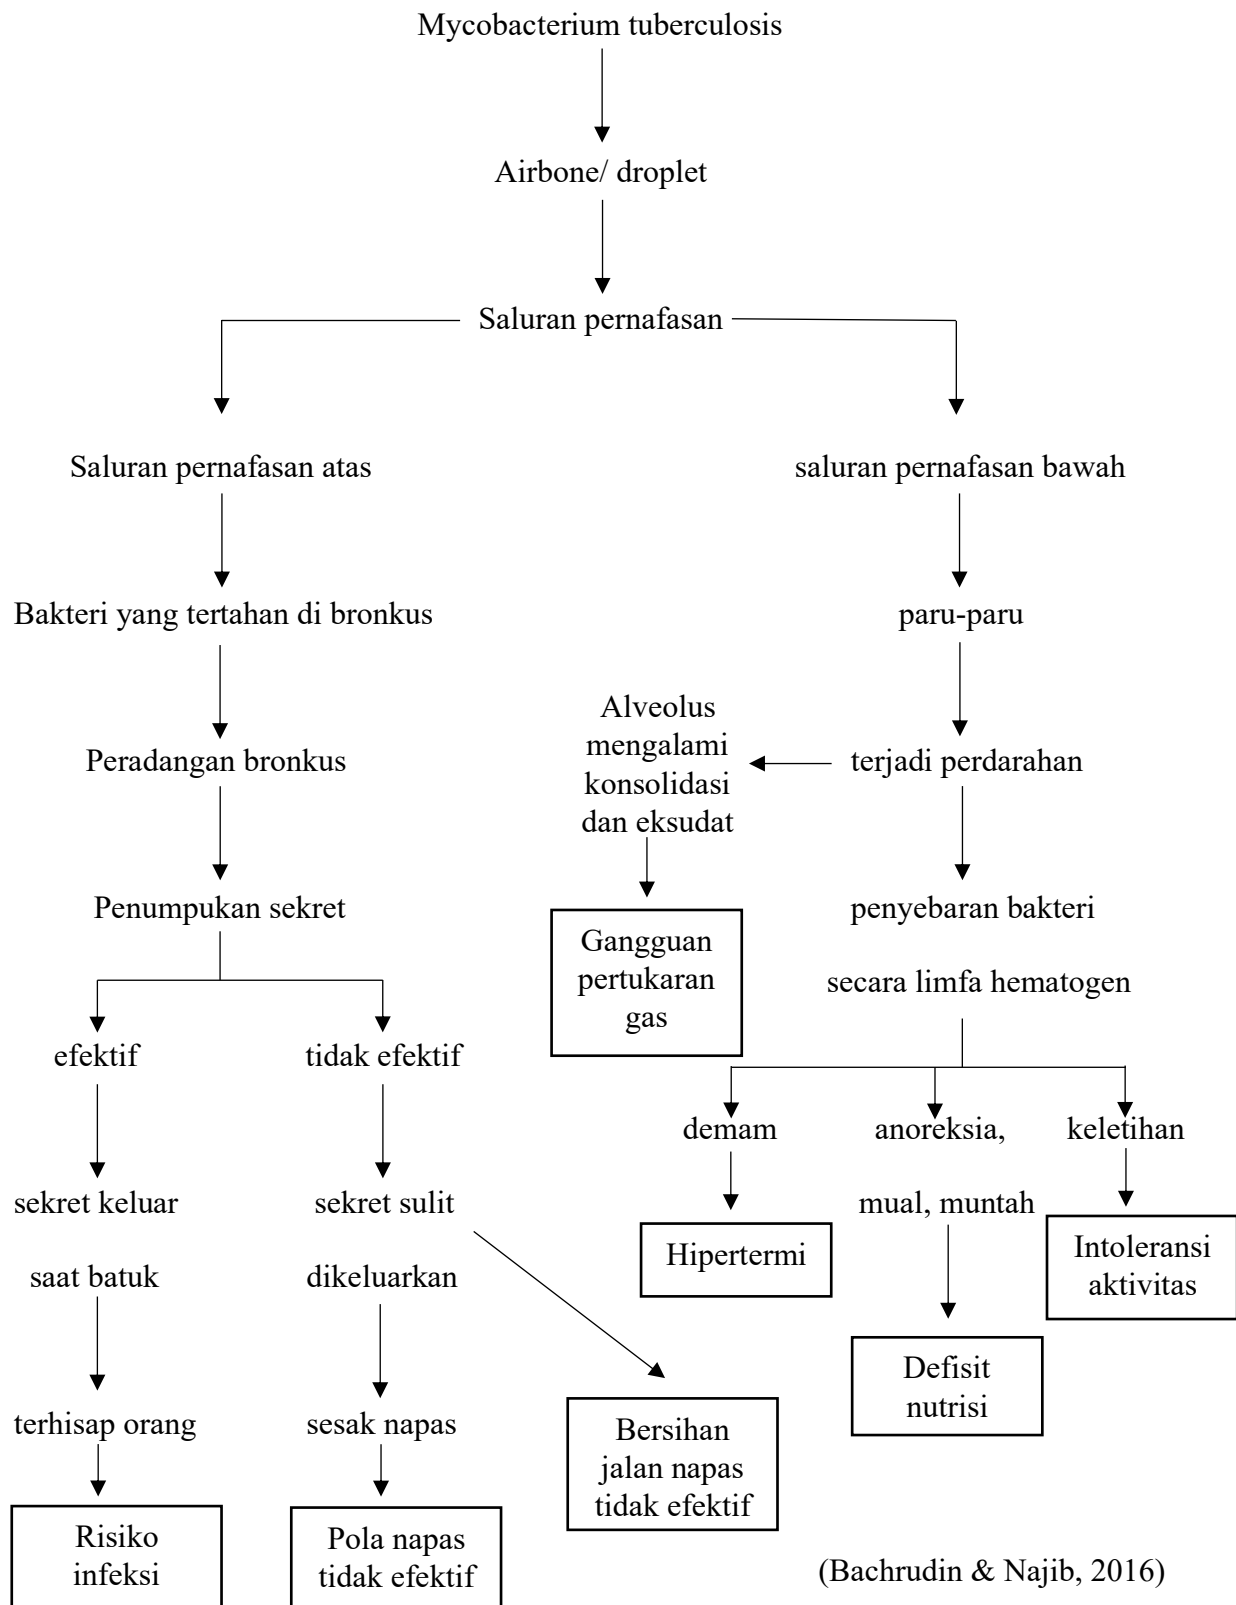 Mycobacterium tuberculosis
Airbone/ droplet
Saluran pernafasan
Saluran pernafasan atas
Bakteri yang tertahan di bronkus
Peradangan bronkus
Penumpukan sekret
efektif
sekret keluar
saat batuk
terhisap orang
Risiko
infeksi
tidak efektif
sekret sulit
dikeluarkan
sesak napas
Pola napas
tidak efektif
Bersihan
jalan napas
tidak efektif
saluran pernafasan bawah
paru-paru
terjadi perdarahan
Alveolus
mengalami
konsolidasi
dan eksudat
Gangguan
pertukaran
gas
penyebaran bakteri
secara limfa hematogen
demam
Hipertermi
anoreksia,
mual, muntah
Defisit
nutrisi
keletihan
Intoleransi
aktivitas
(Bachrudin & Najib, 2016)